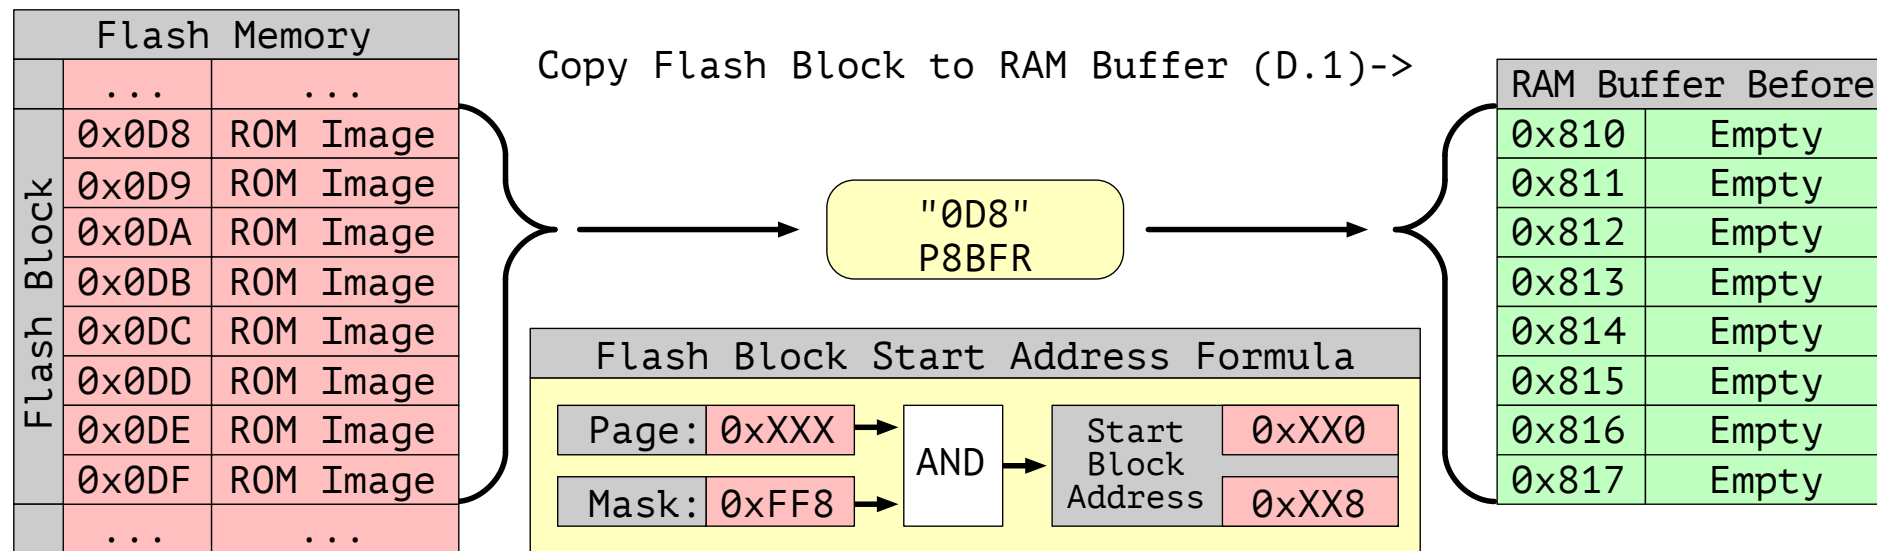 Flash Memory
... ...
Flash Block
0x0D8 ROM Image
0x0D9 ROM Image
0x0DA ROM Image
0x0DB ROM Image
0x0DC ROM Image
0x0DD ROM Image
0x0DE ROM Image
0x0DF ROM Image
... ...
Copy Flash Block to RAM Buffer (D.1)->
"0D8"
P8BFR
Flash Block Start Address Formula
Page: 0xXXX
Mask: 0xFF8
AND
Start
Block
Address
0xXX0
0xXX8
RAM Buffer Before
0x810 Empty
0x811 Empty
0x812 Empty
0x813 Empty
0x814 Empty
0x815 Empty
0x816 Empty
0x817 Empty